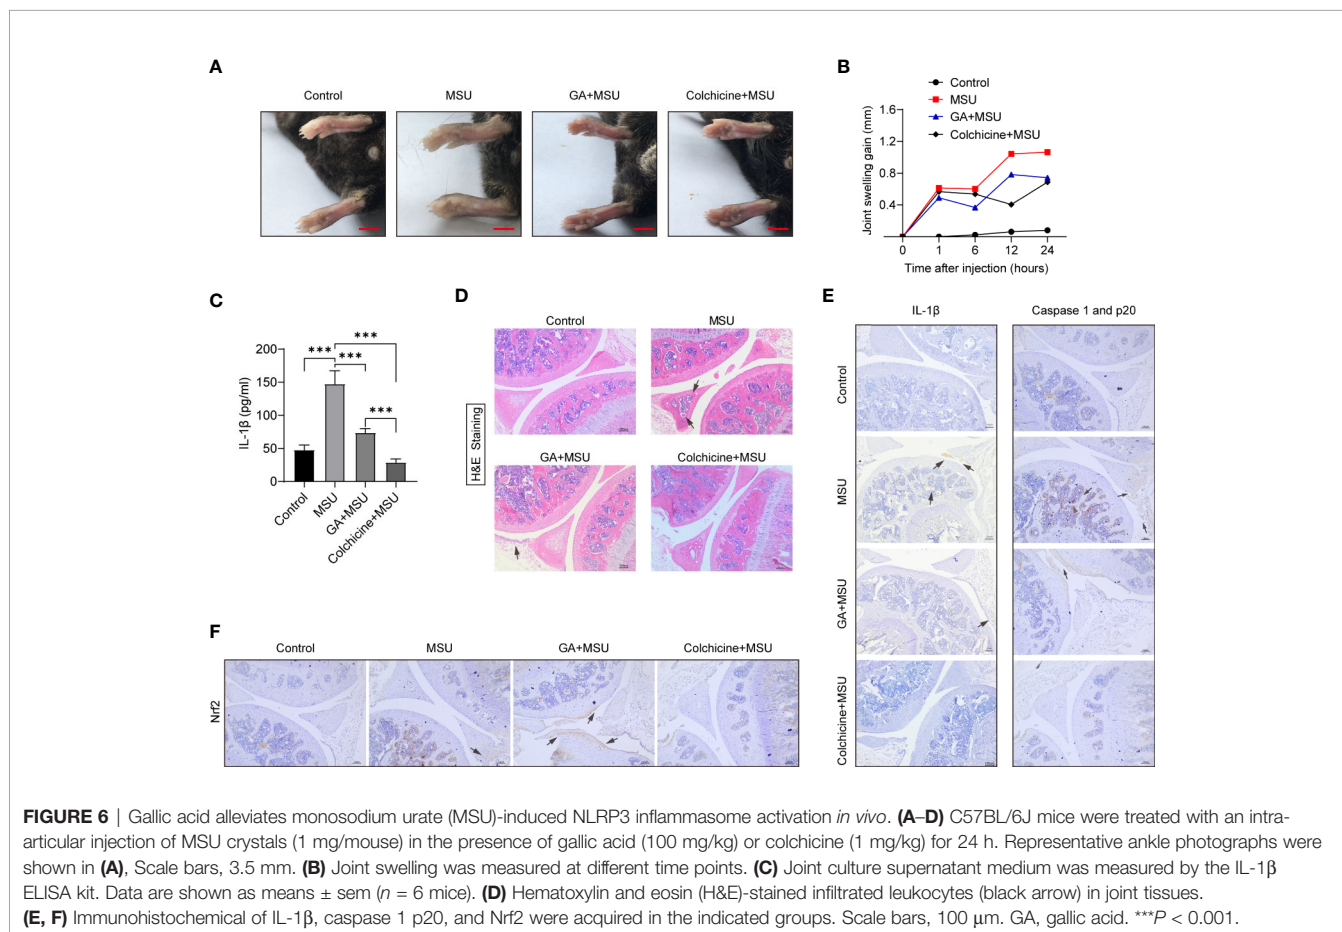 A
Control
MSU
GA+MSU
Colchicine+MSU
B
Control
MSU
GA+MSU
Colchicine+MSU
Joint swelling gain (mm)
1.6
1.2
0.8
0.4
0
1
6
12
24
Time after injection (hours)
C
IL-1β (pg/ml)
200
150
100
50
0
***
***
***
***
Control
MSU
GA+MSU
Colchicine+MSU
D
H&E Staining
Control
MSU
GA+MSU
Colchicine+MSU
E
IL-1β
Caspase 1 and p20
Control
MSU
GA+MSU
Colchicine+MSU
F
Control
MSU
GA+MSU
Colchicine+MSU
Nrf2
FIGURE 6 | Gallic acid alleviates monosodium urate (MSU)-induced NLRP3 inflammasome activation in vivo. (A–D) C57BL/6J mice were treated with an intra-
articular injection of MSU crystals (1 mg/mouse) in the presence of gallic acid (100 mg/kg) or colchicine (1 mg/kg) for 24 h. Representative ankle photographs were
shown in (A), Scale bars, 3.5 mm. (B) Joint swelling was measured at different time points. (C) Joint culture supernatant medium was measured by the IL-1β
ELISA kit. Data are shown as means ± sem (n = 6 mice). (D) Hematoxylin and eosin (H&E)-stained infiltrated leukocytes (black arrow) in joint tissues.
(E, F) Immunohistochemical of IL-1β, caspase 1 p20, and Nrf2 were acquired in the indicated groups. Scale bars, 100 μm. GA, gallic acid. ***P < 0.001.